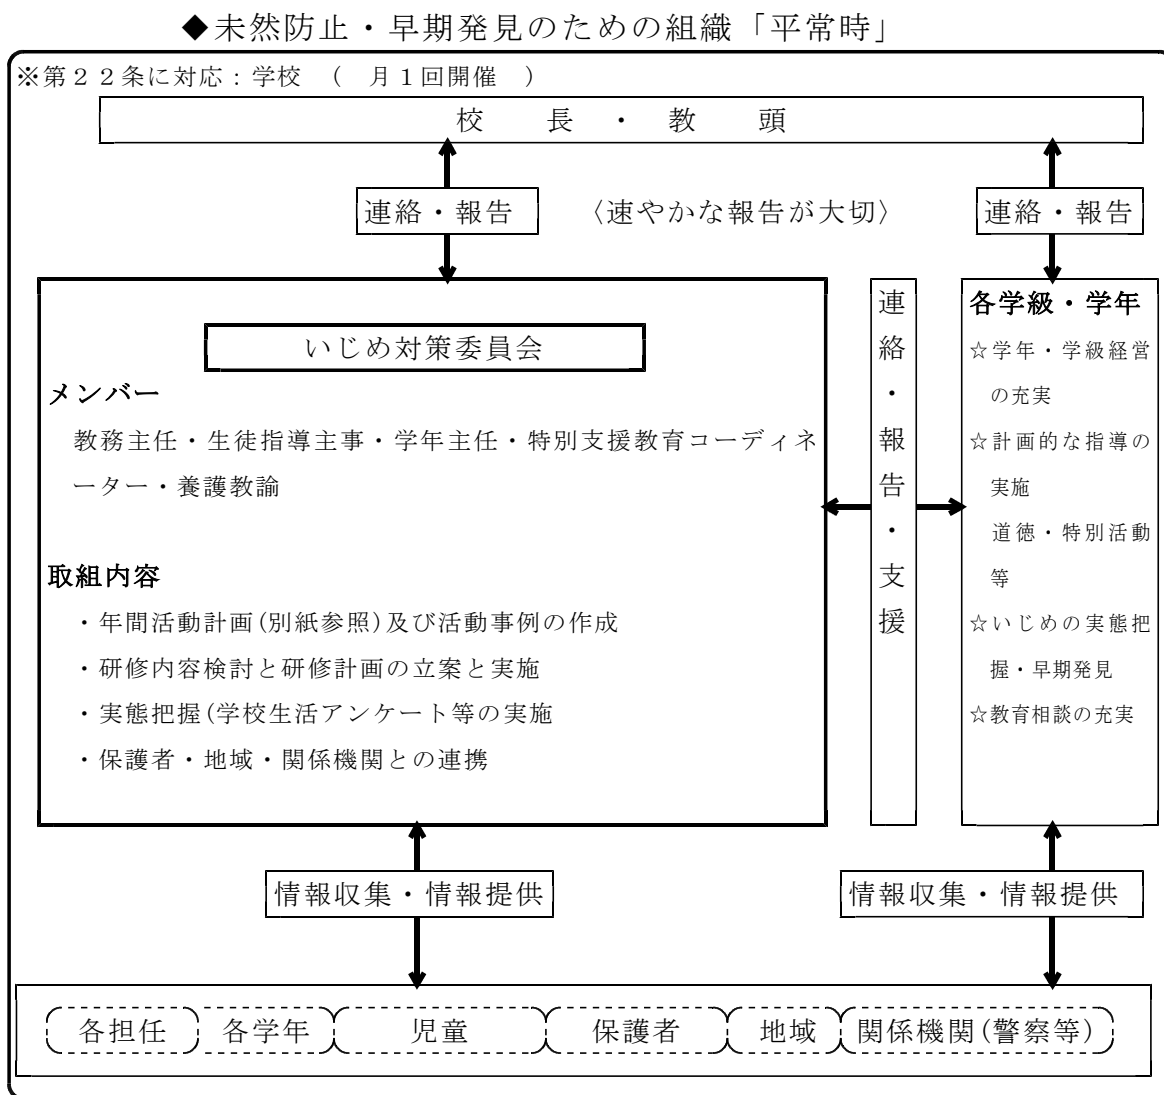 ◆未然防止・早期発見のための組織「平常時」
※第２２条に対応：学校　（　月１回開催　）
校　　長　・　教　　頭
連絡・報告
〈速やかな報告が大切〉
連絡・報告
いじめ対策委員会
メンバー
教務主任・生徒指導主事・学年主任・特別支援教育コーディネ
ーター・養護教諭
取組内容
・年間活動計画(別紙参照)及び活動事例の作成
・研修内容検討と研修計画の立案と実施
・実態把握(学校生活アンケート等の実施
・保護者・地域・関係機関との連携
連絡・報告・支援
各学級・学年
☆学年・学級経営
の充実
☆計画的な指導の
実施
道徳・特別活動
等
☆いじめの実態把
握・早期発見
☆教育相談の充実
情報収集・情報提供
情報収集・情報提供
各担任
各学年
児童
保護者
地域
関係機関(警察等)